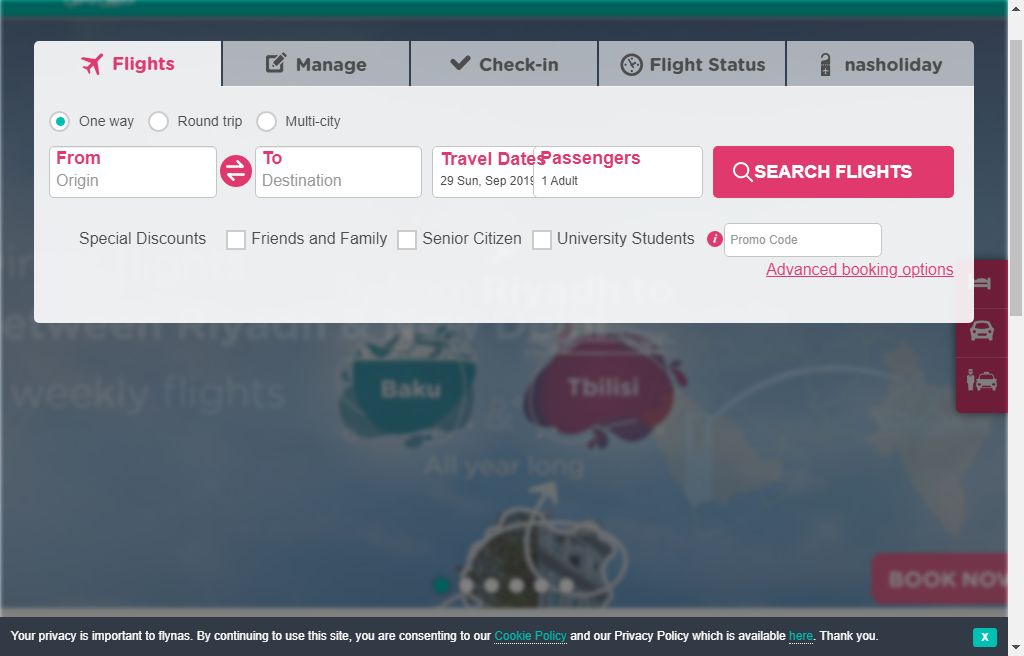 Flights
Manage
Check-in
Flight Status
nasholiday
One way
Round trip
Multi-city
From
Origin
To
Destination
Travel Dates
29 Sun, Sep 2019
Passengers
1 Adult
SEARCH FLIGHTS
Special Discounts
Friends and Family
Senior Citizen
University Students
i
Promo Code
Advanced booking options
Riyadh to
etween Riyadh & New Delhi
weekly flights
Baku
Tbilisi
&
All year long
BOOK NOW
Your privacy is important to flynas. By continuing to use this site, you are consenting to our Cookie Policy and our Privacy Policy which is available here. Thank you.
X